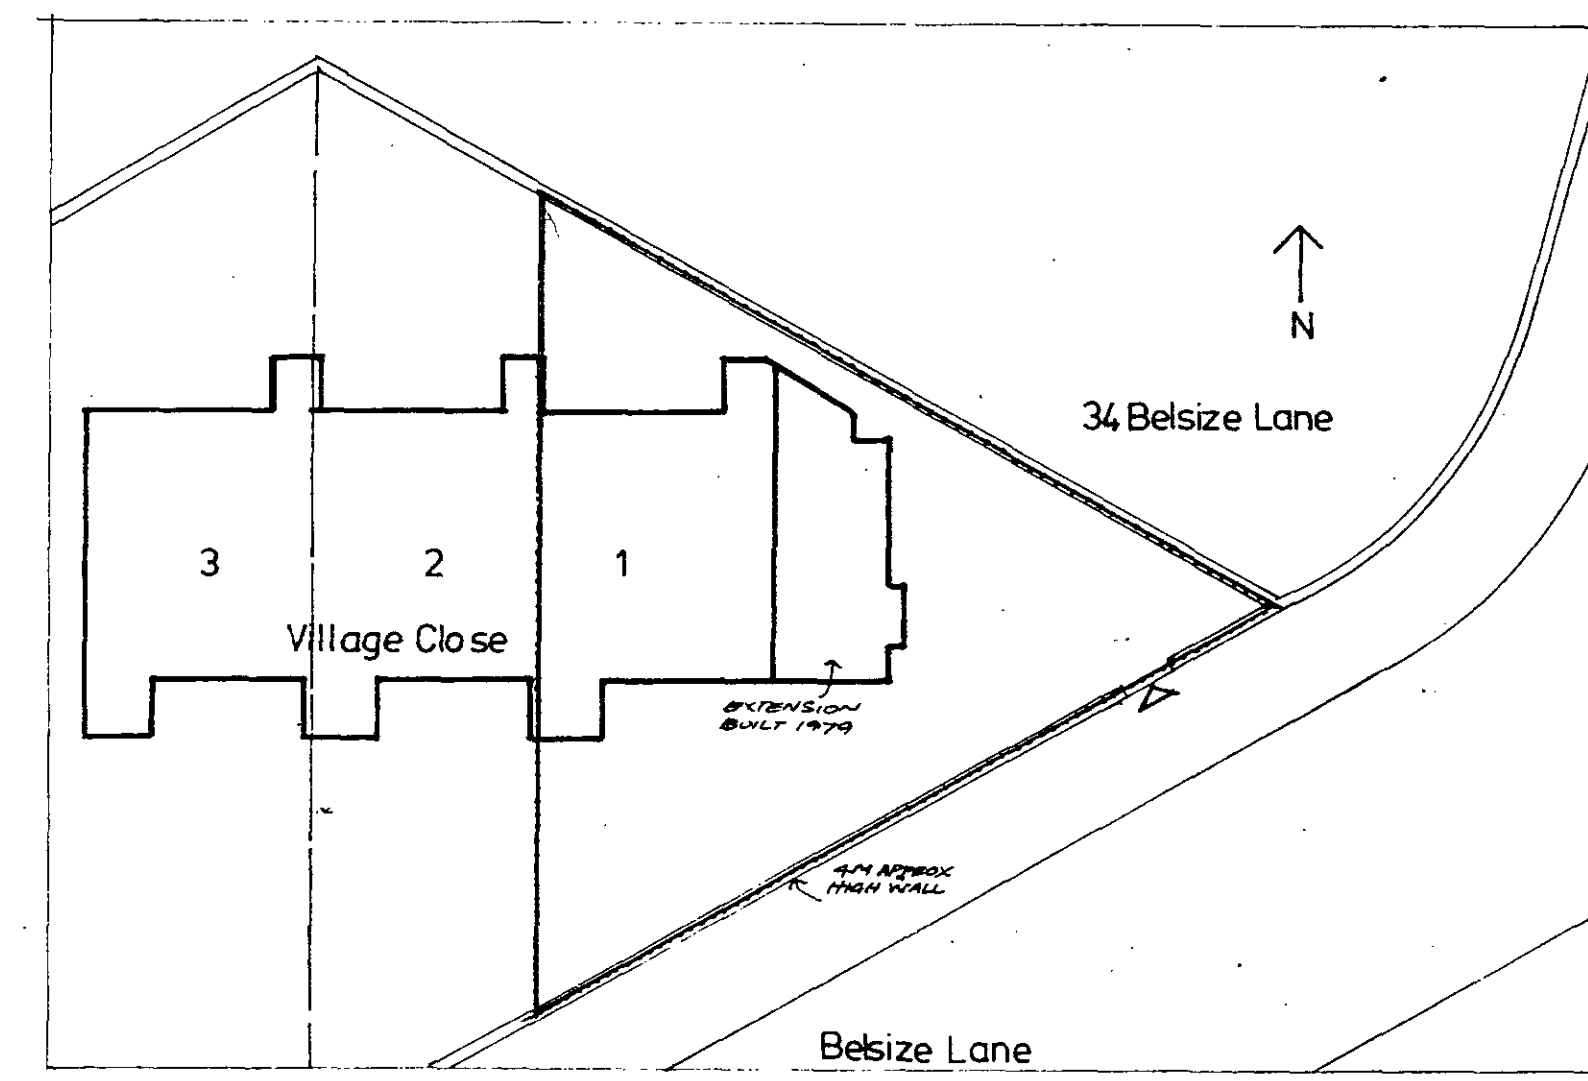 N
34 Belsize Lane
3
2
1
Village Close
EXTENSION
BUILT 1979
4M APPROX
HIGH WALL
Belsize Lane